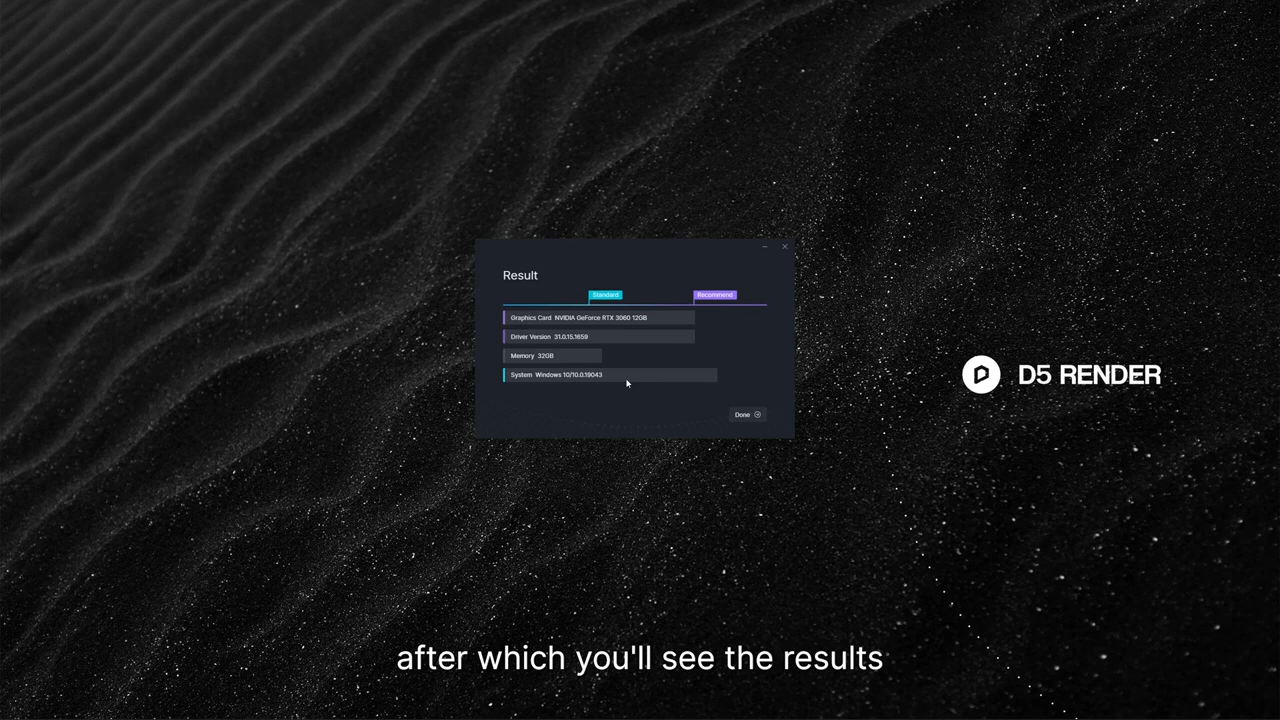 Result
Standard
Recommend
Graphics Card NVIDIA GeForce RTX 3060 12GB
Driver Version 31.0.15.1659
Memory 32GB
System Windows 10/10.0.19043
Done
D5 RENDER
after which you'll see the results